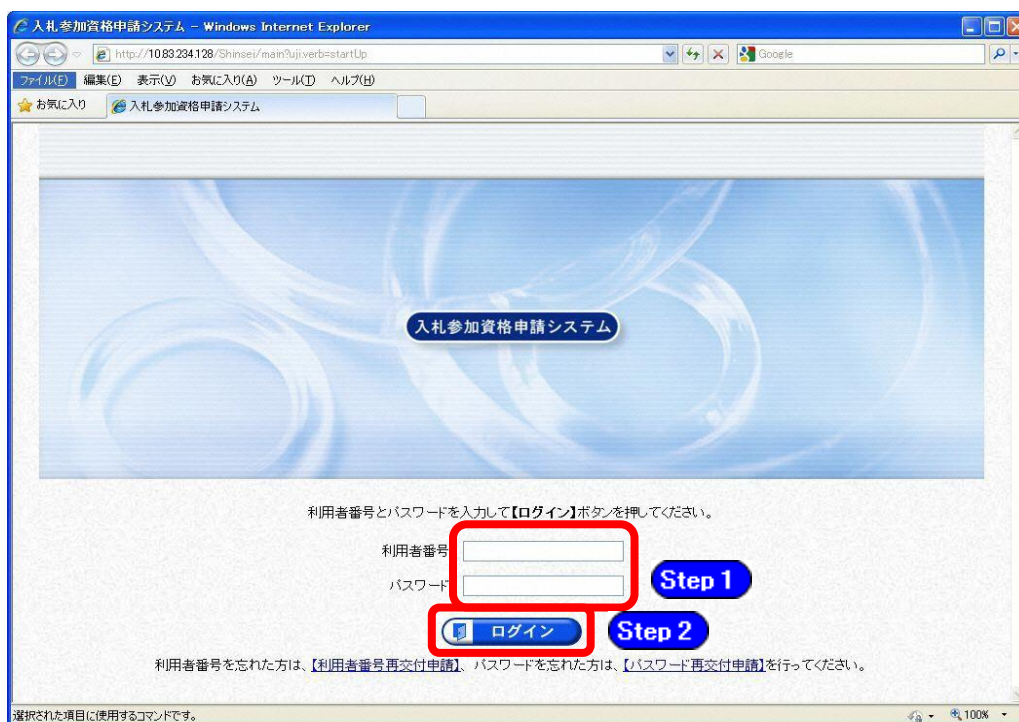 入札参加資格申請システム - Windows Internet Explorer
http://10.83.234.128/Shinsei/main?uji.verb=startUp
Google
ファイル(F) 編集(E) 表示(V) お気に入り(A) ツール(T) ヘルプ(H)
お気に入り 入札参加資格申請システム
入札参加資格申請システム
利用者番号とパスワードを入力して【ログイン】ボタンを押してください。
利用者番号
パスワード
Step 1
ログイン
Step 2
利用者番号を忘れた方は、【利用者番号再交付申請】、パスワードを忘れた方は、【パスワード再交付申請】を行ってください。
選択された項目に使用するコマンドです。
100%